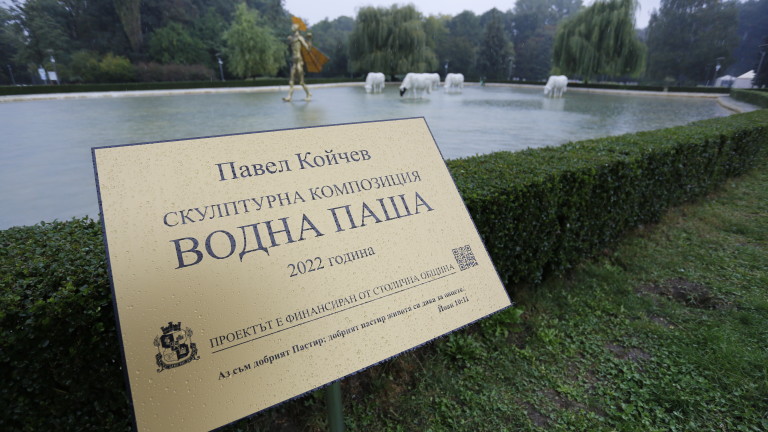 Павел Койчев
СКУЛПТУРНА КОМПОЗИЦИЯ
ВОДНА ПАША
2022 година
ПРОЕКТЪТ Е ФИНАНСИРАН ОТ СТОЛИЧНА ОБЩИНА
Аз съм добрият Пастир; добрият пастир живота си дава за овцете.
Йоан 10:11